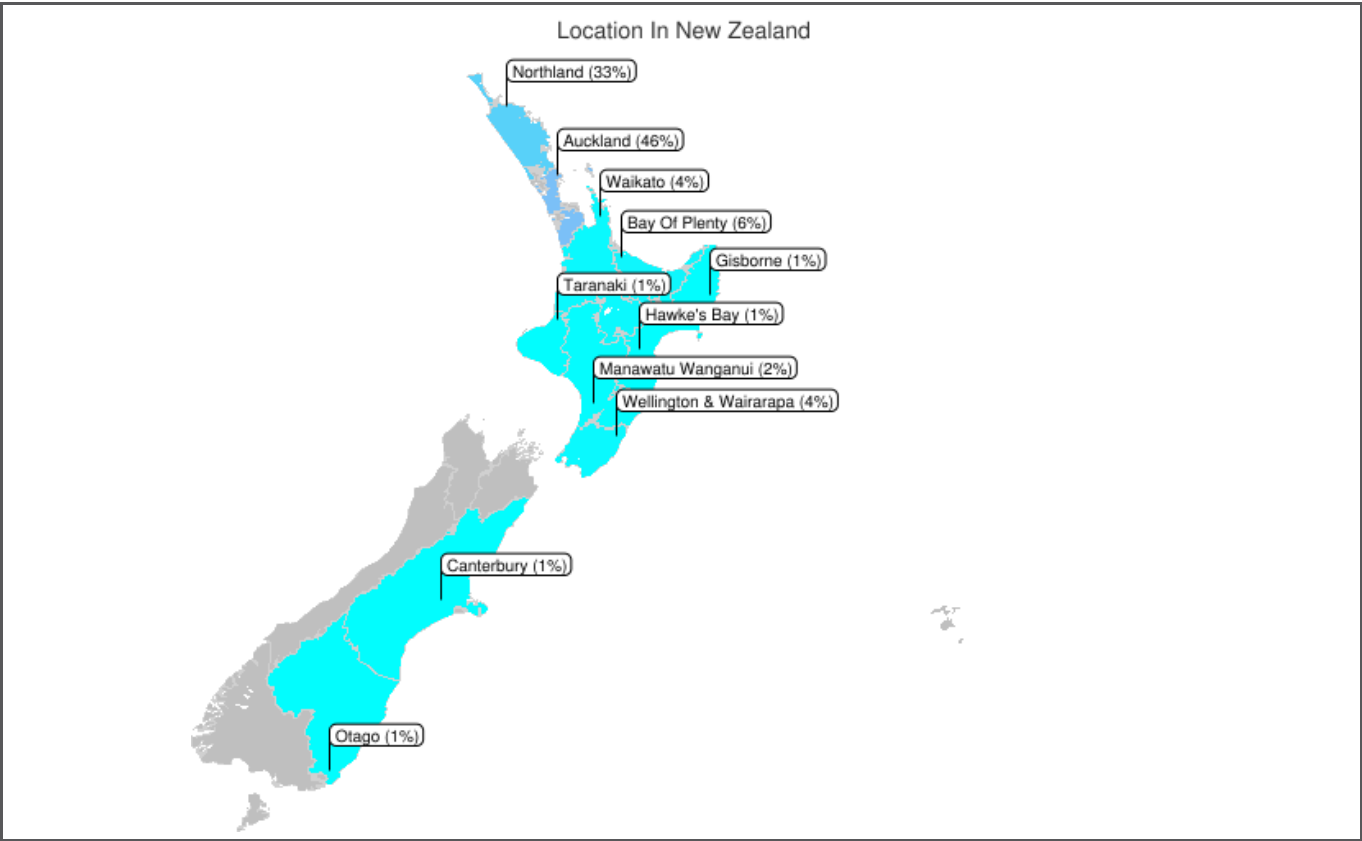 Location In New Zealand
Northland (33%)
Auckland (46%)
Waikato (4%)
Bay Of Plenty (6%)
Gisborne (1%)
Taranaki (1%)
Hawke's Bay (1%)
Manawatu Wanganui (2%)
Wellington & Wairarapa (4%)
Canterbury (1%)
Otago (1%)